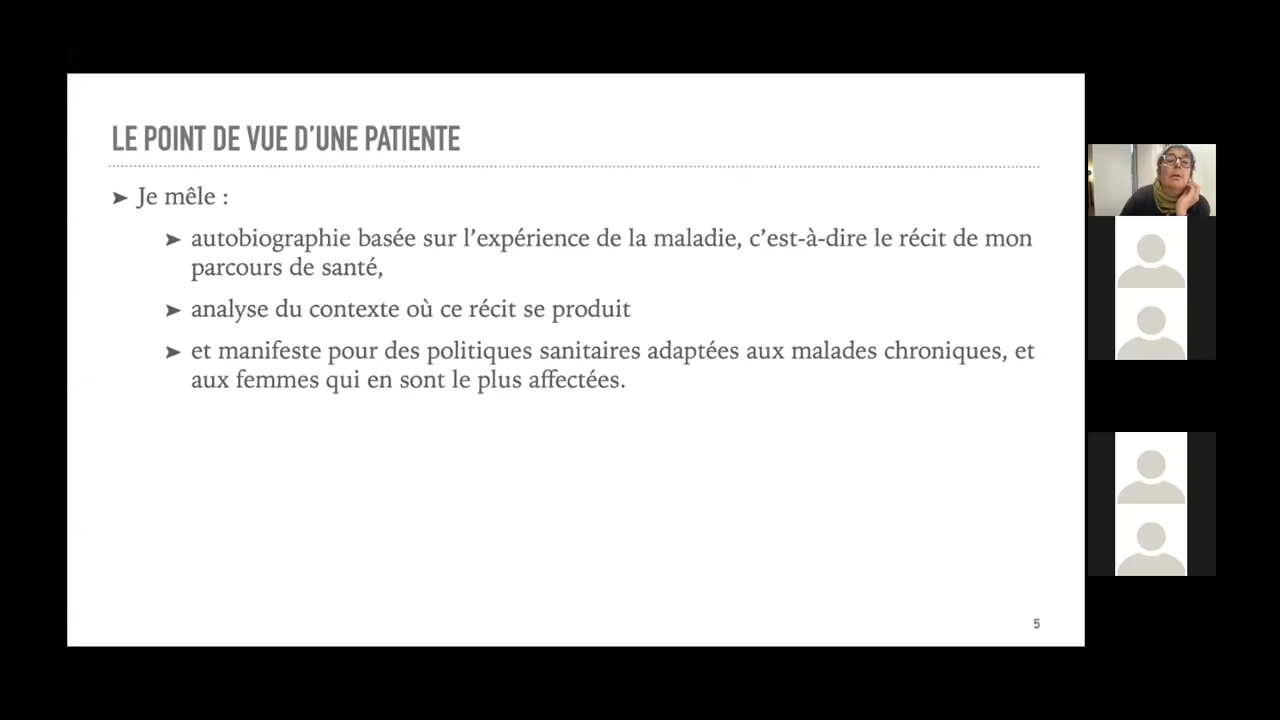 LE POINT DE VUE D’UNE PATIENTE
➤ Je mêle :
➤ autobiographie basée sur l’expérience de la maladie, c’est-à-dire le récit de mon
parcours de santé,
➤ analyse du contexte où ce récit se produit
➤ et manifeste pour des politiques sanitaires adaptées aux malades chroniques, et
aux femmes qui en sont le plus affectées.
5